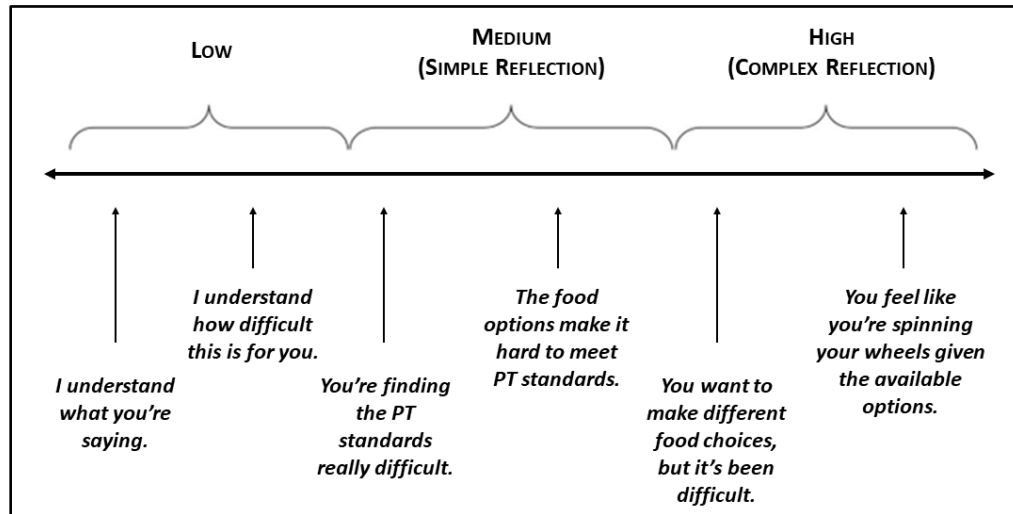 LOW
MEDIUM
(SIMPLE REFLECTION)
HIGH
(COMPLEX REFLECTION)
I understand
what you're
saying.
I understand
how difficult
this is for you.
You're finding
the PT
standards
really difficult.
The food
options make it
hard to meet
PT standards.
You want to
make different
food choices,
but it's been
difficult.
You feel like
you're spinning
your wheels given
the available
options.